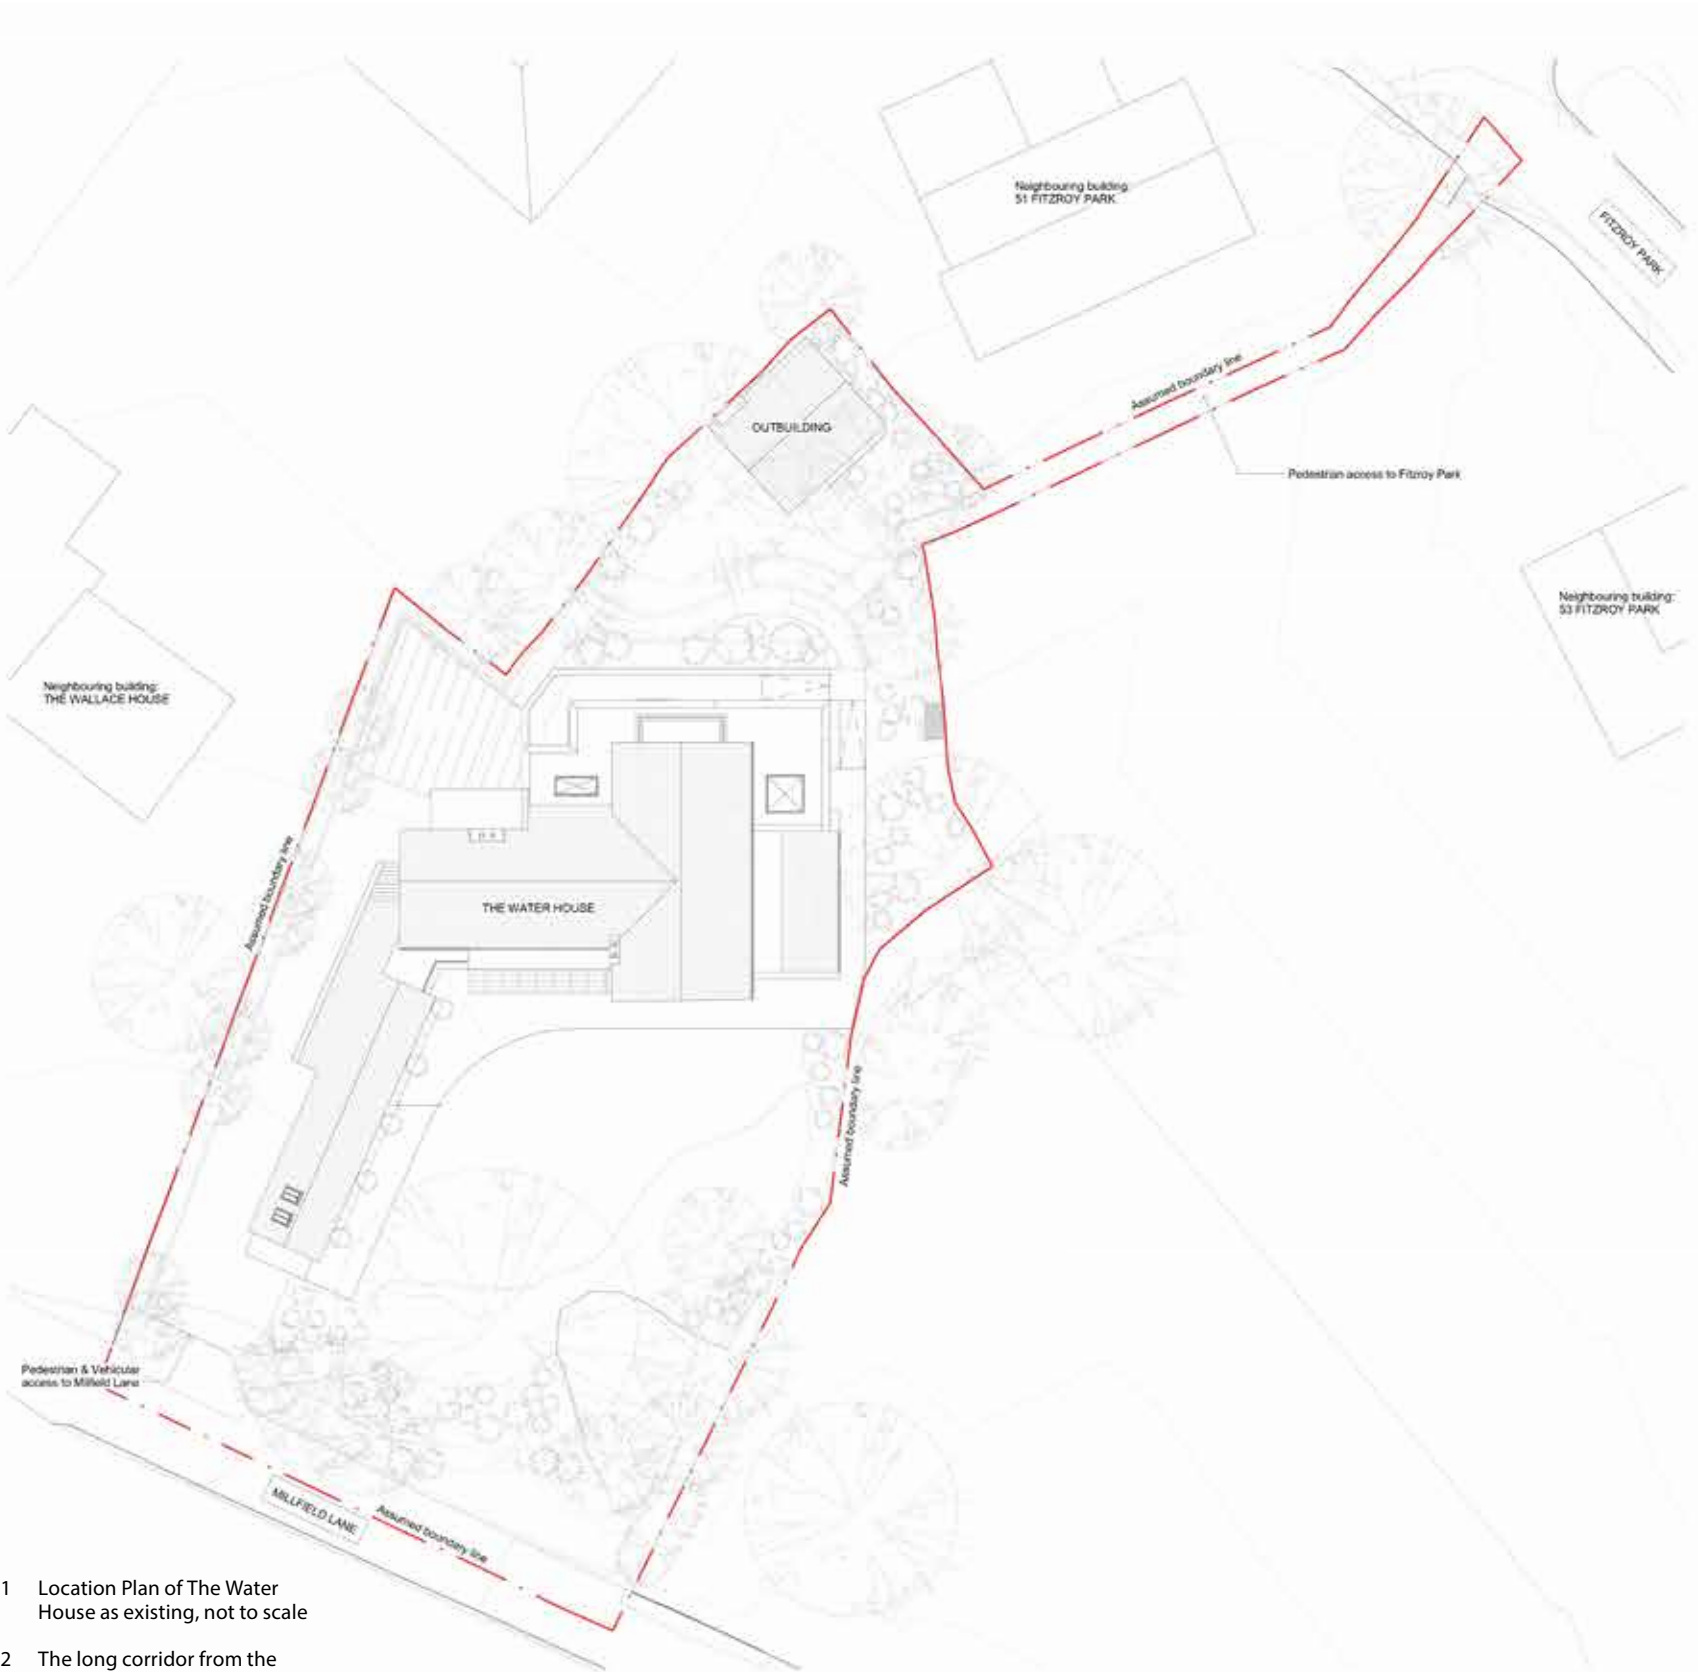 Neighbouring building:
51 FITZROY PARK
FITZROY PARK
Assumed boundary line
OUTBUILDING
Pedestrian access to Fitzroy Park
Neighbouring building:
53 FITZROY PARK
Neighbouring building:
THE WALLACE HOUSE
Assumed boundary line
THE WATER HOUSE
Assumed boundary line
Pedestrian & Vehicular
access to Milfield Lane
MILLFIELD LANE
Assumed boundary line
1 Location Plan of The Water
House as existing, not to scale
2 The long corridor from the